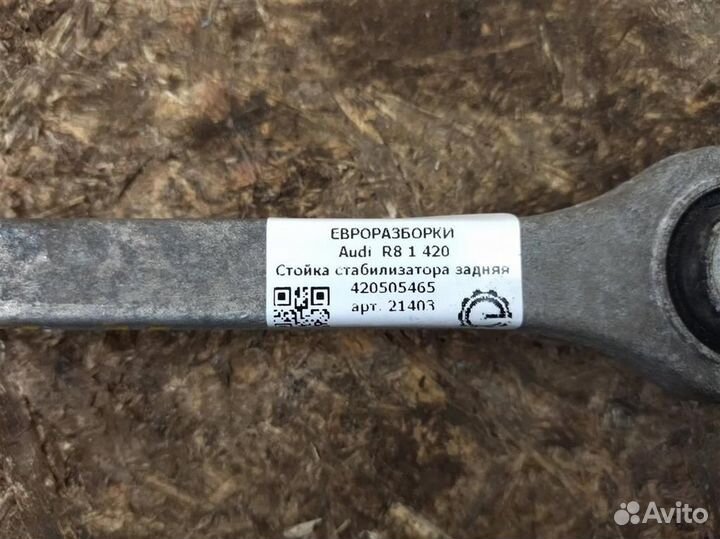 ЕВРОРАЗБОРКИ
Audi R8 1 420
Стойка стабилизатора задняя
420505465
арт. 21403
Avito